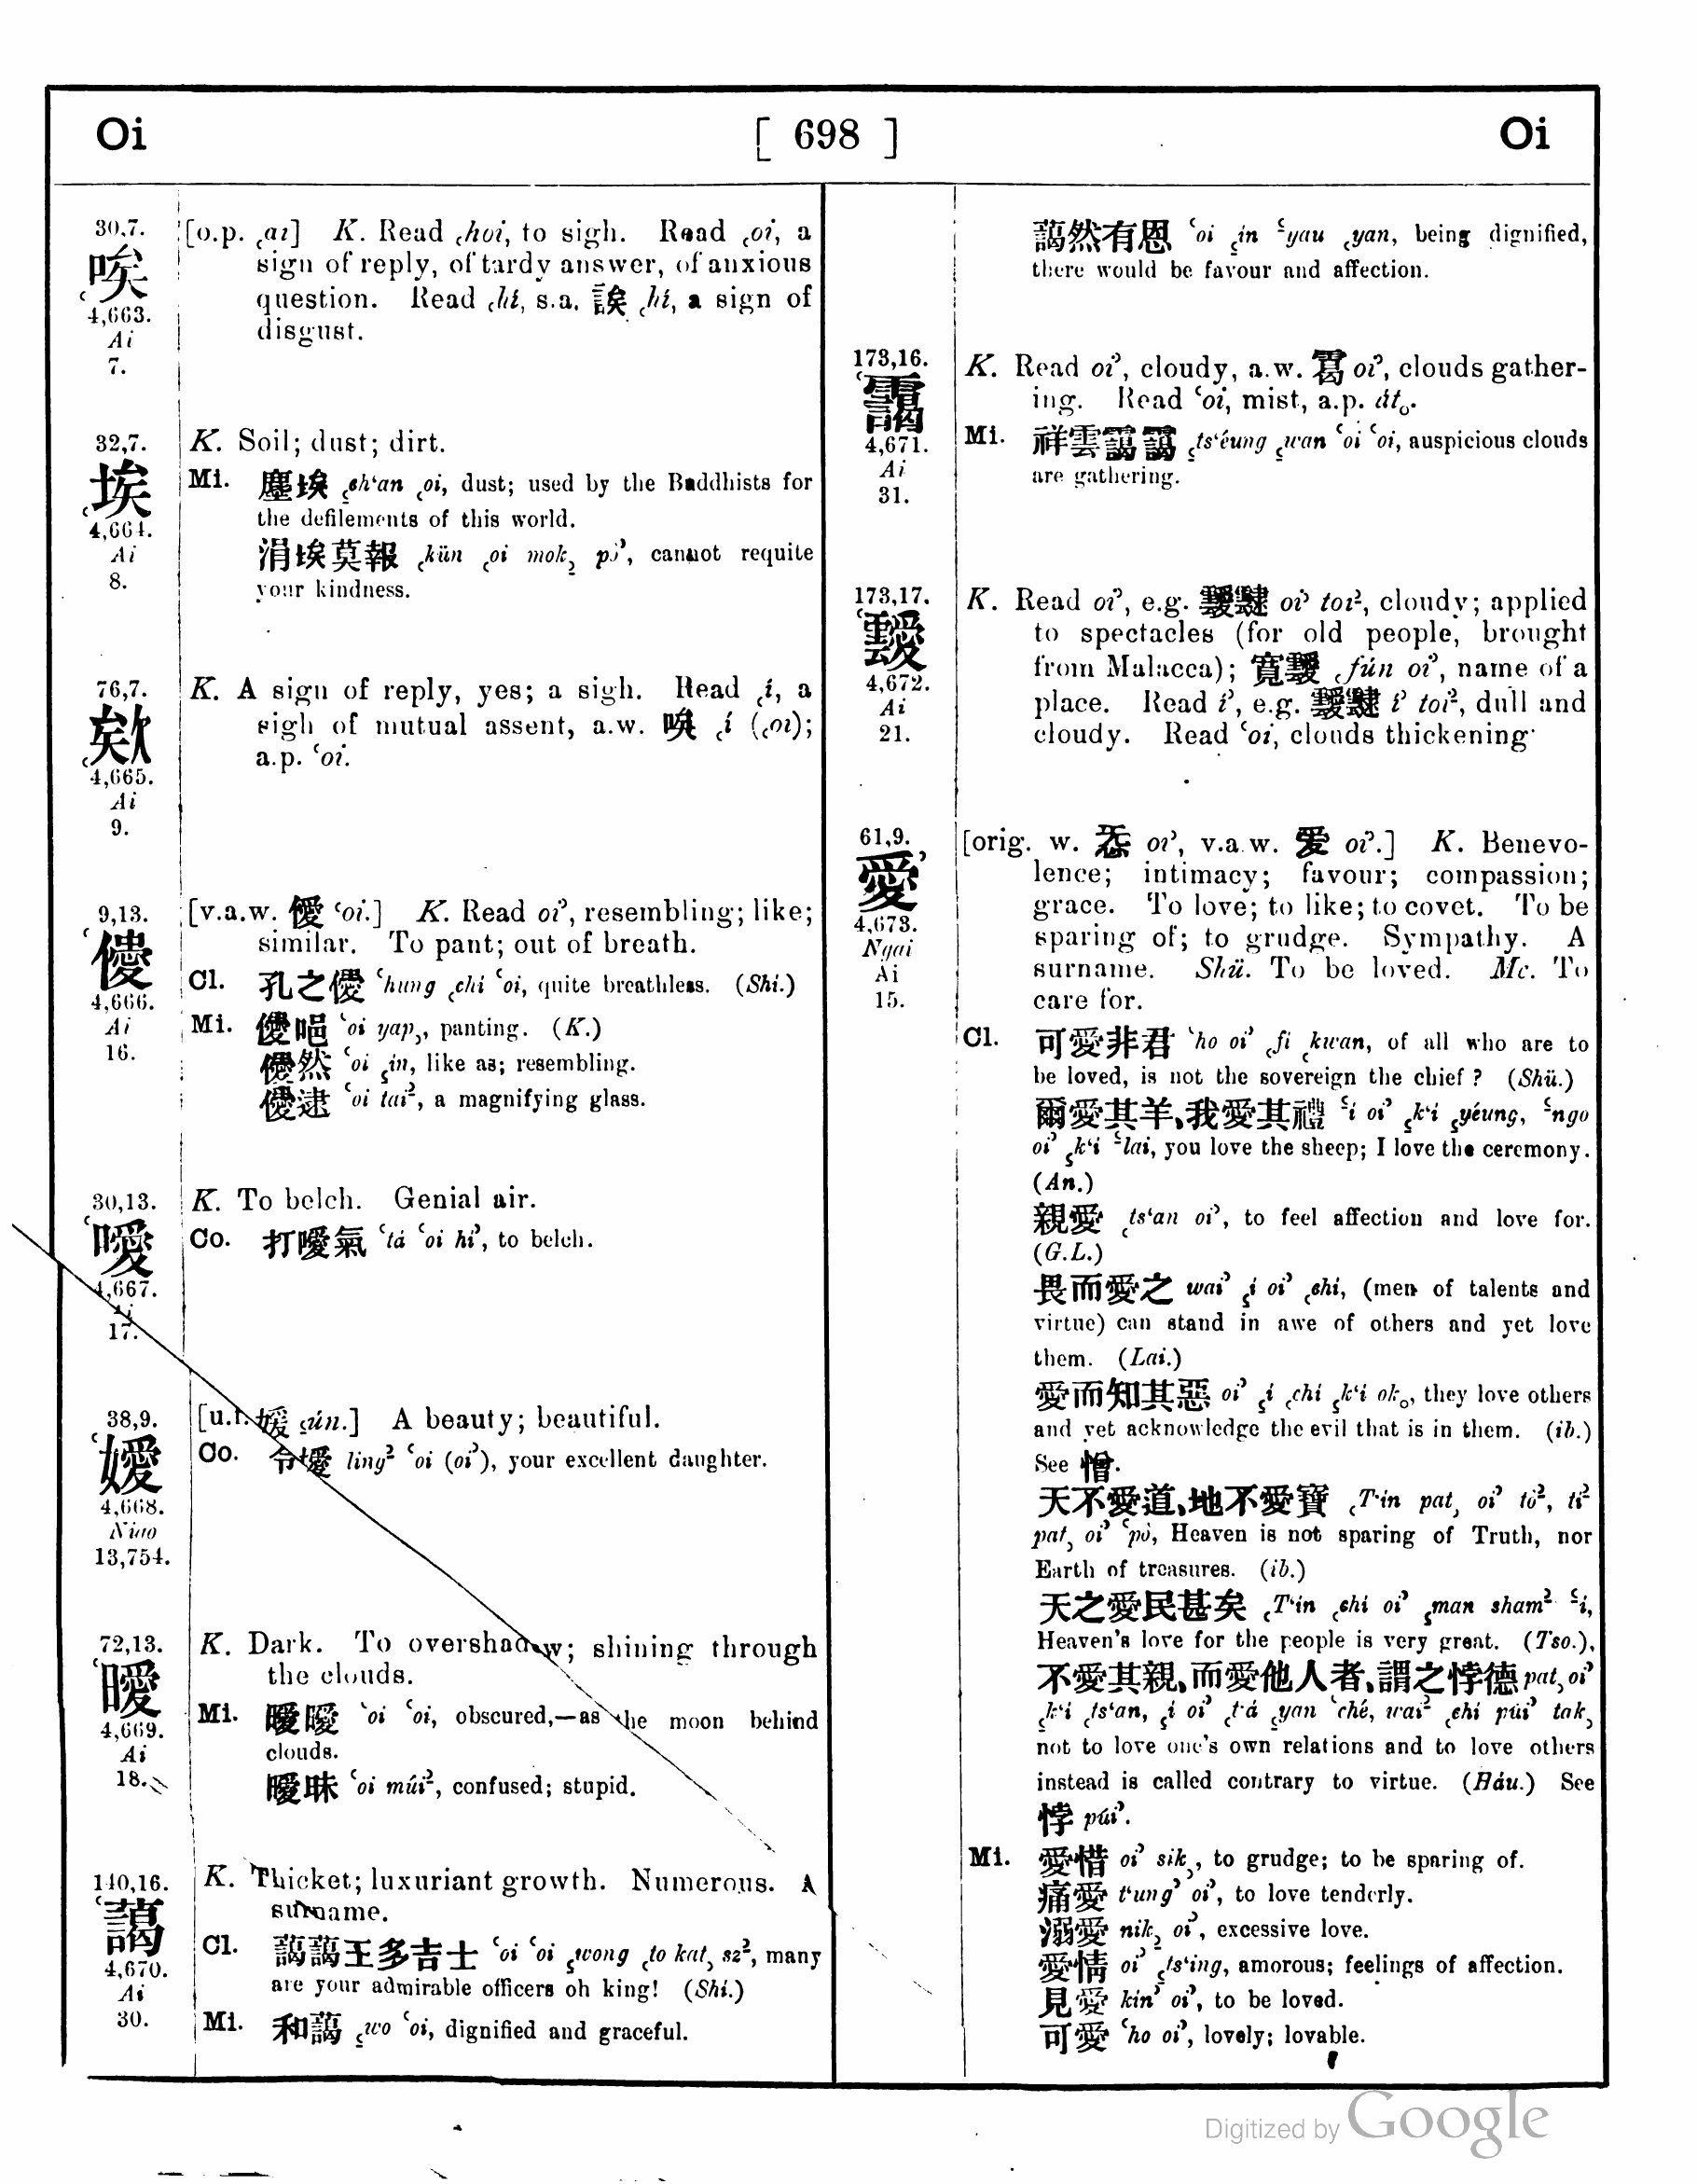 Oi [ 698 ] Oi
30,7.
唉
4,663.
Ai
7.
[o.p. ꜀ai] K. Read ꜀hoi, to sigh. Read ꜀oi, a
sign of reply, of tardy answer, of anxious
question. Read ꜀hí, s.a. 誒 ꜀hí, a sign of
disgust.
32,7.
埃
4,664.
Ai
8.
K. Soil; dust; dirt.
Mi. 塵埃 ꜁ch‘an ꜀oi, dust; used by the Buddhists for
the defilements of this world.
涓埃莫報 ꜀kün ꜀oi mok꜇ pò꜄, cannot requite
your kindness.
76,7.
欸
4,665.
Ai
9.
K. A sign of reply, yes; a sigh. Read ꜀í, a
sigh of mutual assent, a.w. 唉 ꜀í (꜀oi);
a.p. ꜂oi.
9,13.
僾
4,666.
Ai
16.
[v.a.w. 僾 ꜂oi.] K. Read oi꜄, resembling; like;
similar. To pant; out of breath.
Cl. 孔之僾 ꜂hung ꜀chi ꜂oi, quite breathless. (Shi.)
Mi. 僾唈 ꜂oi yap꜆, panting. (K.)
僾然 ꜂oi ꜁in, like as; resembling.
僾逮 ꜂oi tai꜅, a magnifying glass.
30,13.
噯
4,667.
Ai
17.
K. To belch. Genial air.
Co. 打噯氣 ꜂tá ꜂oi hi꜄, to belch.
38,9.
嬡
4,668.
Niao
13,754.
[u.f. 媛 ꜁ún.] A beauty; beautiful.
Co. 令嬡 ling꜅ ꜂oi (oi꜄), your excellent daughter.
72,13.
曖
4,669.
Ai
18.
K. Dark. To overshadow; shining through
the clouds.
Mi. 曖曖 ꜂oi ꜂oi, obscured,—as the moon behind
clouds.
曖昧 ꜂oi múi꜅, confused; stupid.
140,16.
藹
4,670.
Ai
30.
K. Thicket; luxuriant growth. Numerous. A
surname.
Cl. 藹藹王多吉士 ꜂oi ꜂oi ꜁wong ꜀to kat꜆ sz꜅, many
are your admirable officers oh king! (Shi.)
Mi. 和藹 ꜁wo ꜂oi, dignified and graceful.
藹然有恩 ꜂oi ꜁in ꜃yau ꜀yan, being dignified,
there would be favour and affection.
173,16.
靄
4,671.
Ai
31.
K. Read oi꜄, cloudy, a.w. 靄 oi꜄, clouds gather-
ing. Read ꜂oi, mist, a.p. át。.
Mi. 祥雲靄靄 ꜁ts‘éung ꜁wan ꜂oi ꜂oi, auspicious clouds
are gathering.
173,17.
靉
4,672.
Ai
21.
K. Read oi꜄, e.g. 靉靆 oi꜄ toi꜅, cloudy; applied
to spectacles (for old people, brought
from Malacca); 寬靉 ꜀fún oi꜄, name of a
place. Read í꜄, e.g. 靉靆 í꜄ toi꜅, dull and
cloudy. Read ꜂oi, clouds thickening
61,9.
愛
4,673.
Ngai
Ai
15.
[orig. w. 㤅 oi꜄, v.a.w. 爱 oi꜄.] K. Benevo-
lence; intimacy; favour; compassion;
grace. To love; to like; to covet. To be
sparing of; to grudge. Sympathy. A
surname. Shü. To be loved. Mc. To
care for.
Cl. 可愛非君 ꜂ho oi꜄ ꜀fi ꜀kwan, of all who are to
be loved, is not the sovereign the chief? (Shü.)
爾愛其羊,我愛其禮 ꜃í oi꜄ ꜁k‘í ꜁yéung, ꜃ngo
oi꜄ ꜁k‘i ꜃lai, you love the sheep; I love the ceremony.
(An.)
親愛 ꜀ts‘an oi꜄, to feel affection and love for.
(G.L.)
畏而愛之 wai꜄ ꜁í oi꜄ ꜀chi, (men of talents and
virtue) can stand in awe of others and yet love
them. (Lai.)
愛而知其惡 oi꜄ ꜁í ꜀chí ꜁k‘i ok。, they love others
and yet acknowledge the evil that is in them. (ib.)
See 憎.
天不愛道,地不愛寶 ꜀T‘in pat꜆ oi꜄ tò꜅, tí꜅
pat꜆ oi꜄ ꜂pò, Heaven is not sparing of Truth, nor
Earth of treasures. (ib.)
天之愛民甚矣 ꜀T‘in ꜀chi oi꜄ ꜁man sham꜅ ꜃í,
Heaven's love for the people is very great. (Tso.),
不愛其親,而愛他人者,謂之悖德 pat꜆ oi꜄
꜁k‘i ꜀ts‘an, ꜁í oi꜄ ꜀t‘á ꜁yan ꜂ché, wai꜅ ꜀chi púi꜄ tak꜆
not to love one's own relations and to love others
instead is called contrary to virtue. (Háu.) See
悖 púi꜄.
Mi. 愛惜 oi꜄ sik꜆, to grudge; to be sparing of.
痛愛 t‘ung꜄ oi꜄, to love tenderly.
溺愛 nik꜇ oi꜄, excessive love.
愛情 oi꜄ ꜁ts‘ing, amorous; feelings of affection.
見愛 kin꜄ oi꜄, to be loved.
可愛 ꜂ho oi꜄, lovely; lovable.
Digitized by Google